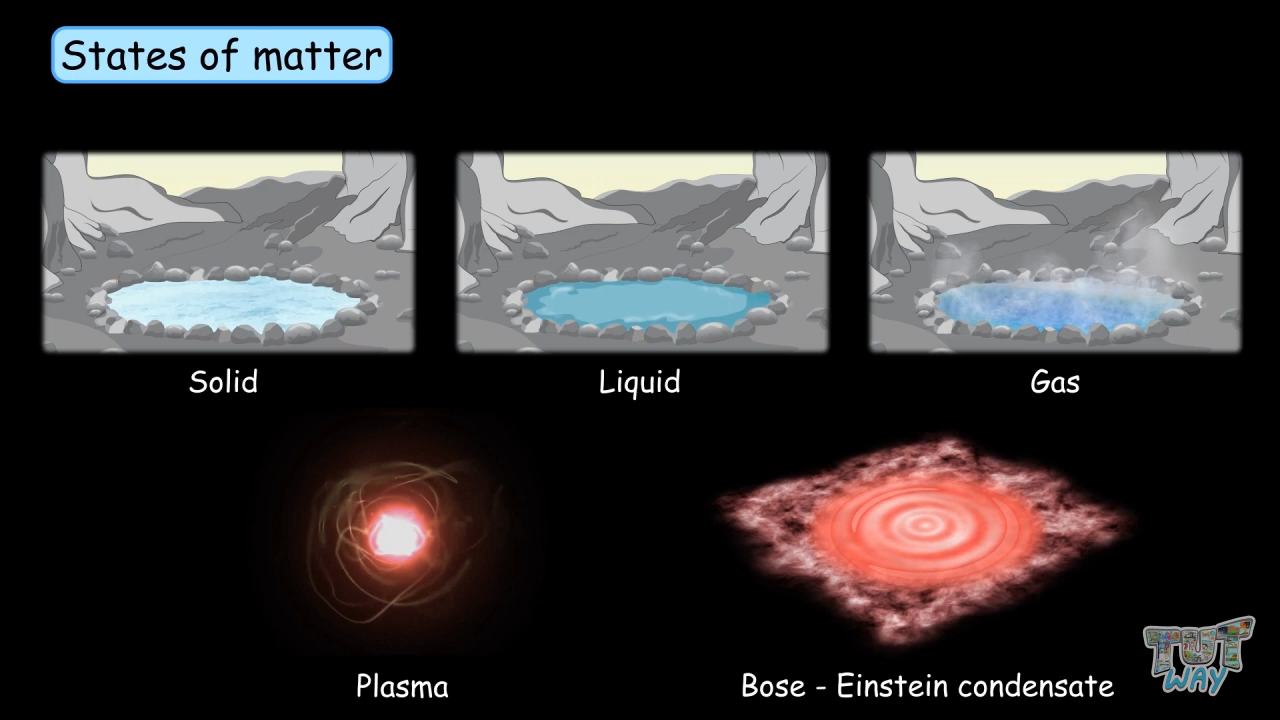 States of matter
Solid
Liquid
Gas
Plasma
Bose - Einstein condensate
TUT
WAY